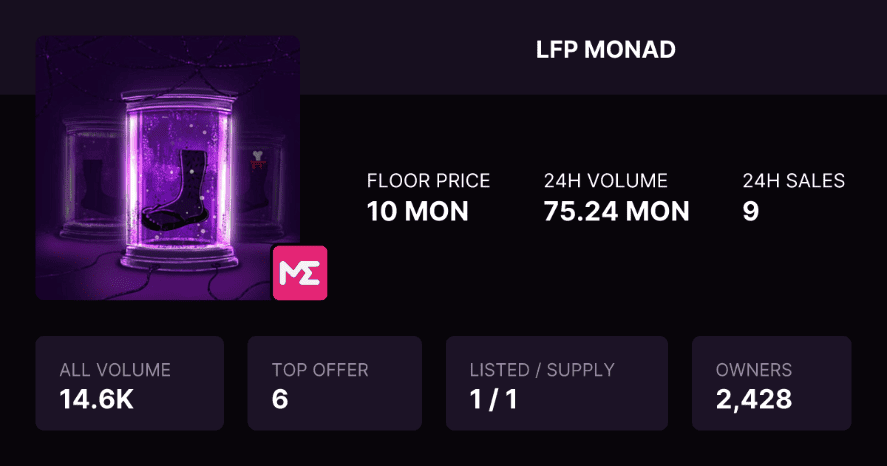 LFP MONAD
FLOOR PRICE
10 MON
24H VOLUME
75.24 MON
24H SALES
9
ME
ALL VOLUME
14.6K
TOP OFFER
6
LISTED / SUPPLY
1 / 1
OWNERS
2,428